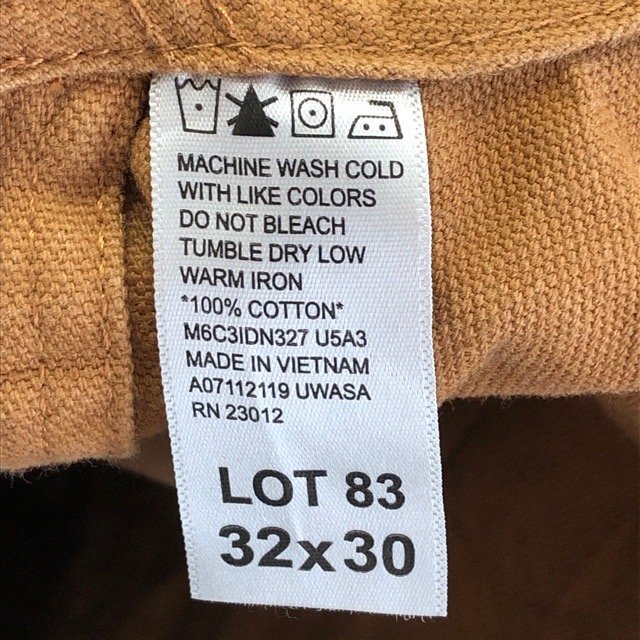 MACHINE WASH COLD
WITH LIKE COLORS
DO NOT BLEACH
TUMBLE DRY LOW
WARM IRON
*100% COTTON*
M6C3IDN327 U5A3
MADE IN VIETNAM
A07112119 UWASA
RN 23012
LOT 83
32x30